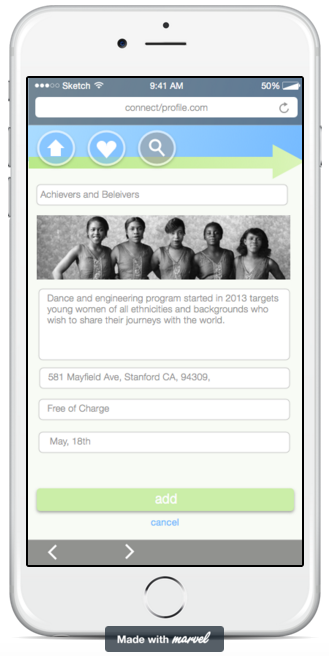 Sketch 9:41 AM 50%
connect/profile.com
Achievers and Beleivers
Dance and engineering program started in 2013 targets
young women of all ethnicities and backgrounds who
wish to share their journeys with the world.
581 Mayfield Ave, Stanford CA, 94309,
Free of Charge
May, 18th
add
cancel
Made with marvel